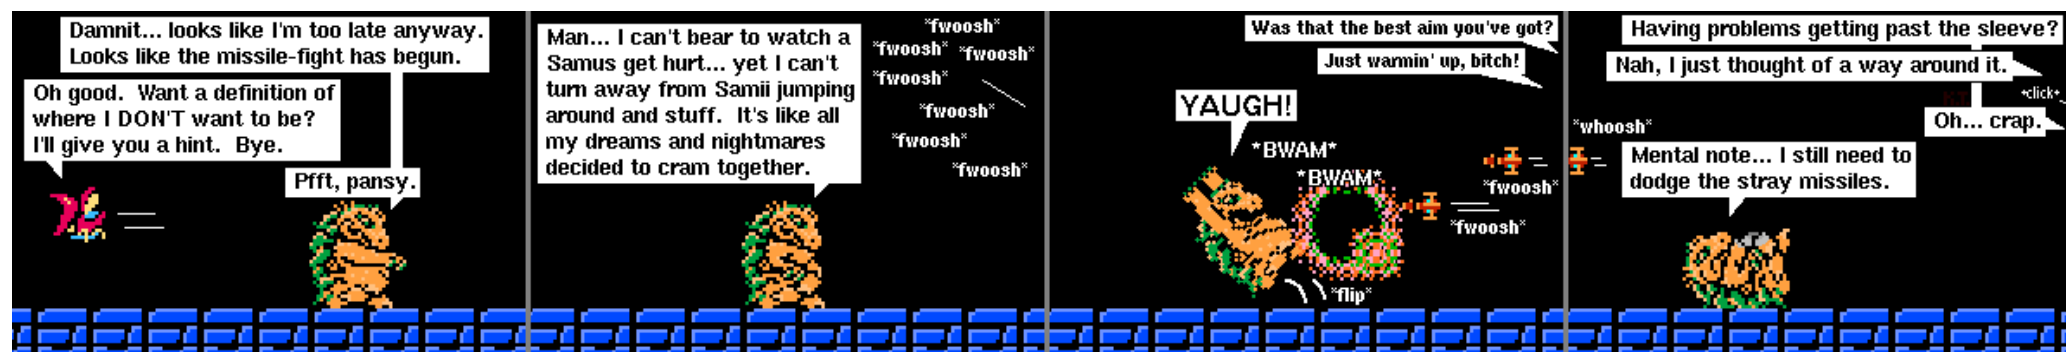 Damnit... looks like I'm too late anyway.
Looks like the missile-fight has begun.
Oh good.  Want a definition of
where I DON'T want to be?
I'll give you a hint.  Bye.
Pfft, pansy.
Man... I can't bear to watch a
Samus get hurt... yet I can't
turn away from Samii jumping
around and stuff.  It's like all
my dreams and nightmares
decided to cram together.
*fwoosh*
*fwoosh*
*fwoosh*
*fwoosh*
*fwoosh*
*fwoosh*
*fwoosh*
Was that the best aim you've got?
Just warmin' up, bitch!
YAUGH!
*BWAM*
*BWAM*
*fwoosh*
*fwoosh*
*flip*
Having problems getting past the sleeve?
Nah, I just thought of a way around it.
*click*
Oh... crap.
*whoosh*
Mental note... I still need to
dodge the stray missiles.